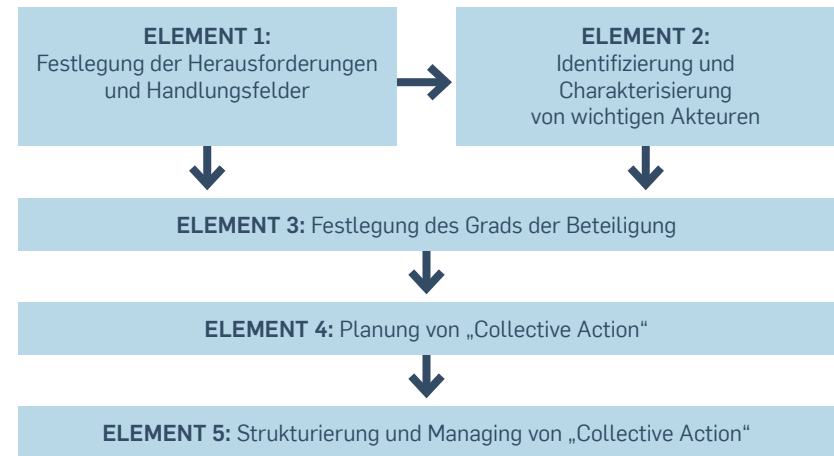 ELEMENT 1:
Festlegung der Herausforderungen
und Handlungsfelder
ELEMENT 2:
Identifizierung und
Charakterisierung
von wichtigen Akteuren
ELEMENT 3: Festlegung des Grads der Beteiligung
ELEMENT 4: Planung von „Collective Action“
ELEMENT 5: Strukturierung und Managing von „Collective Action“